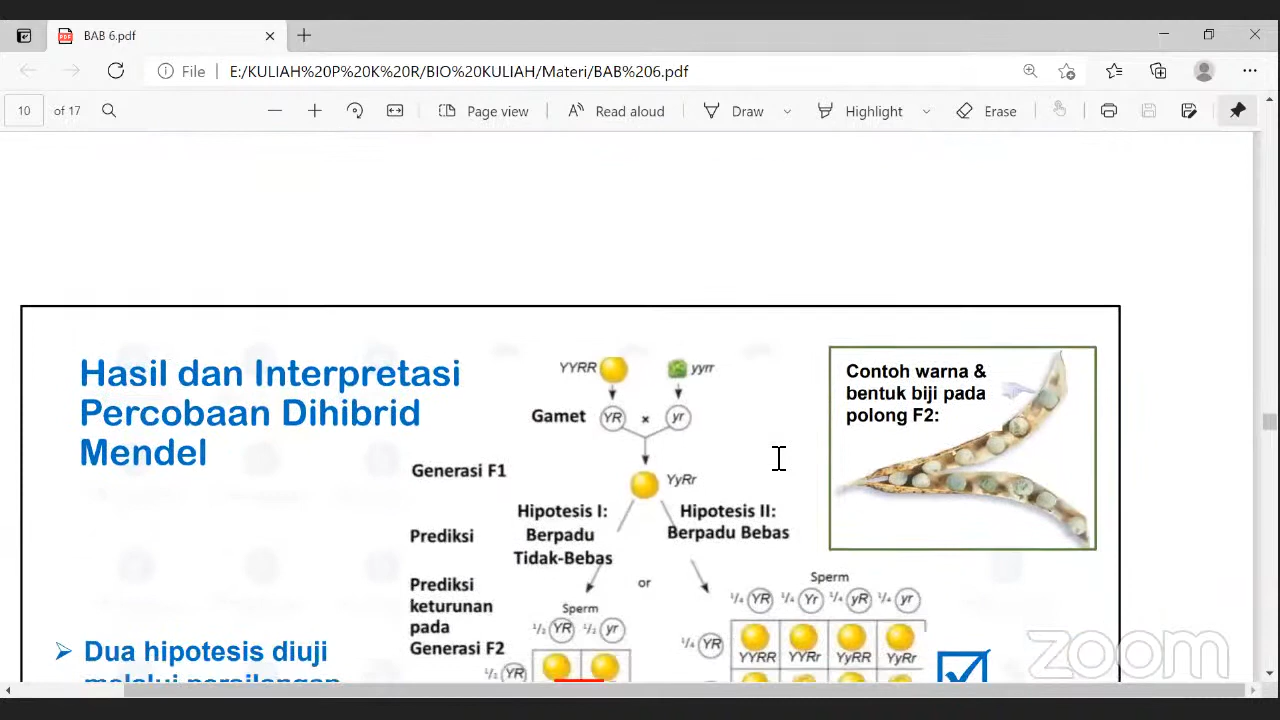 BAB 6.pdf
File
E:/KULIAH%20P%20K%20R/BIO%20KULIAH/Materi/BAB%206.pdf
10 of 17
Page view
Read aloud
Draw
Highlight
Erase
Hasil dan Interpretasi
Percobaan Dihibrid
Mendel
YYRR
yyrr
Gamet
YR
×
yr
Generasi F1
YyRr
Contoh warna &
bentuk biji pada
polong F2:
Prediksi
Hipotesis I:
Berpadu
Tidak-Bebas
Hipotesis II:
Berpadu Bebas
or
Prediksi
keturunan
pada
Generasi F2
Sperm
1/2 YR 1/2 yr
1/2 YR
Sperm
1/4 YR 1/4 Yr 1/4 yR 1/4 yr
1/4 YR
YYRR YYRr YyRR YyRr
Dua hipotesis diuji
melalui persilangan
zoom